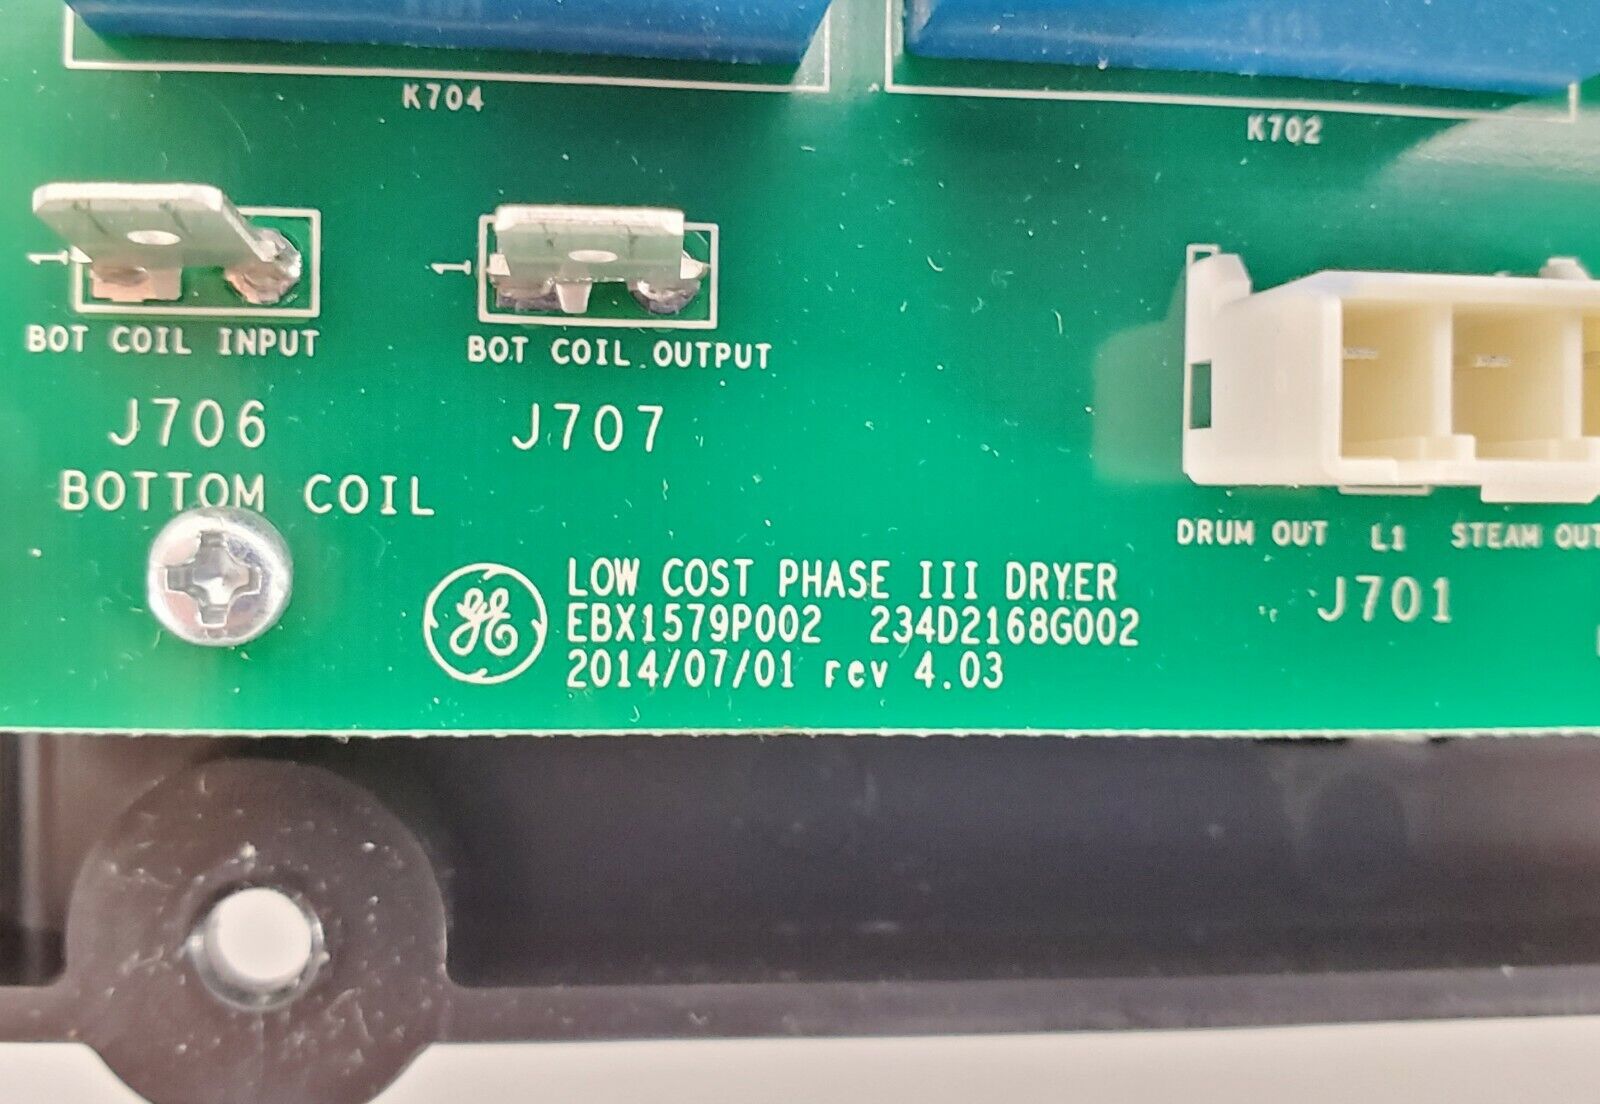 K704
K702
1
1
BOT COIL INPUT
BOT COIL OUTPUT
J706
J707
BOTTOM COIL
DRUM OUT L1 STEAM OUT
J701
GE
LOW COST PHASE III DRYER
EBX1579P002 234D2168G002
2014/07/01 rev 4.03